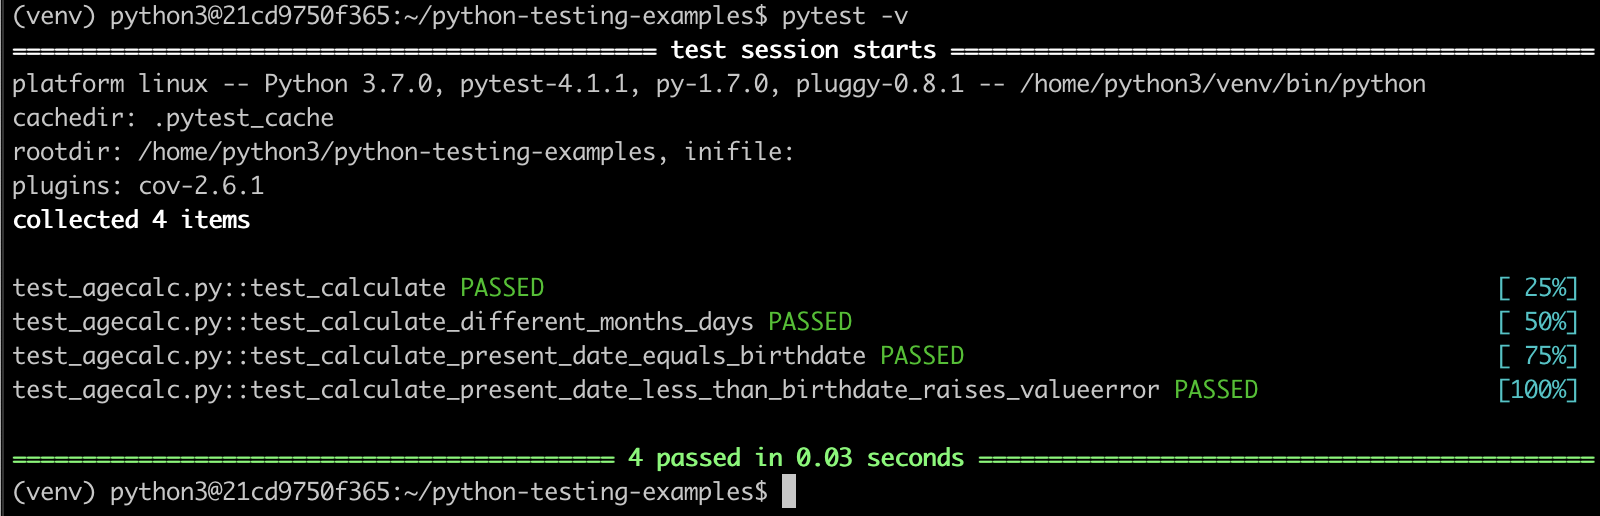 (venv) python3@21cd9750f365:~/python-testing-examples$ pytest -v
============================================== test session starts ==============================================
platform linux -- Python 3.7.0, pytest-4.1.1, py-1.7.0, pluggy-0.8.1 -- /home/python3/venv/bin/python
cachedir: .pytest_cache
rootdir: /home/python3/python-testing-examples, inifile:
plugins: cov-2.6.1
collected 4 items
test_agecalc.py::test_calculate PASSED [ 25%]
test_agecalc.py::test_calculate_different_months_days PASSED [ 50%]
test_agecalc.py::test_calculate_present_date_equals_birthdate PASSED [ 75%]
test_agecalc.py::test_calculate_present_date_less_than_birthdate_raises_valueerror PASSED [100%]
=========================================== 4 passed in 0.03 seconds ============================================
(venv) python3@21cd9750f365:~/python-testing-examples$